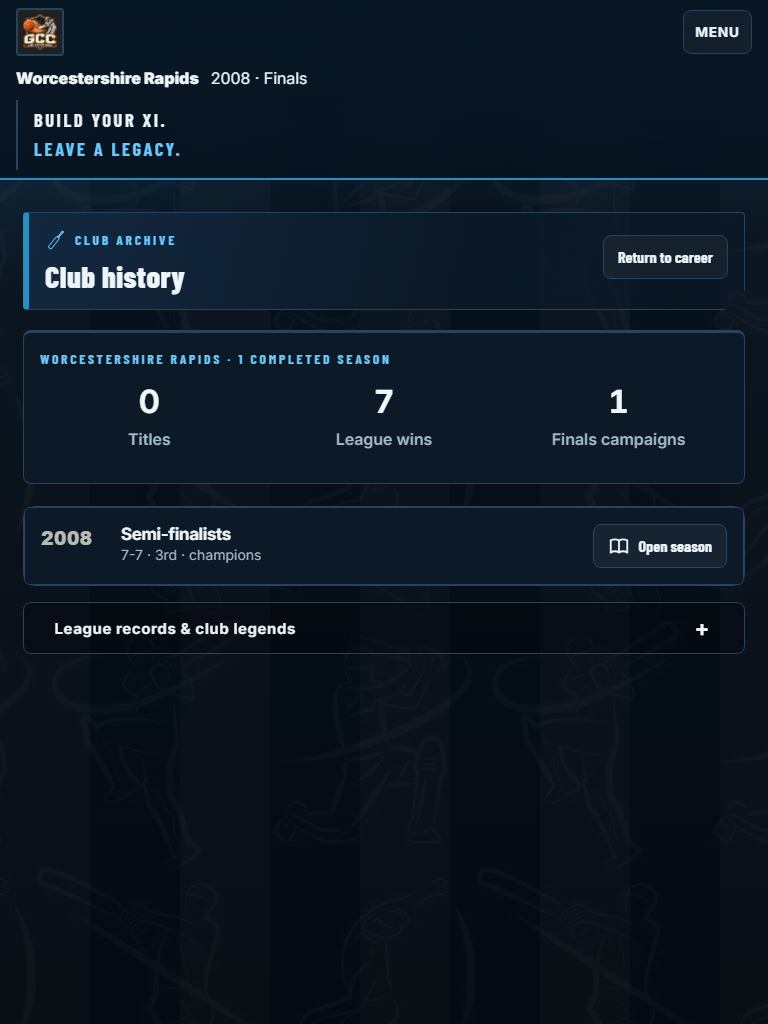 GCC
MENU
Worcestershire Rapids 2008 · Finals
BUILD YOUR XI.
LEAVE A LEGACY.
CLUB ARCHIVE
Club history
Return to career
WORCESTERSHIRE RAPIDS · 1 COMPLETED SEASON
0 7 1
Titles League wins Finals campaigns
2008
Semi-finalists
7-7 · 3rd · champions
Open season
League records & club legends +